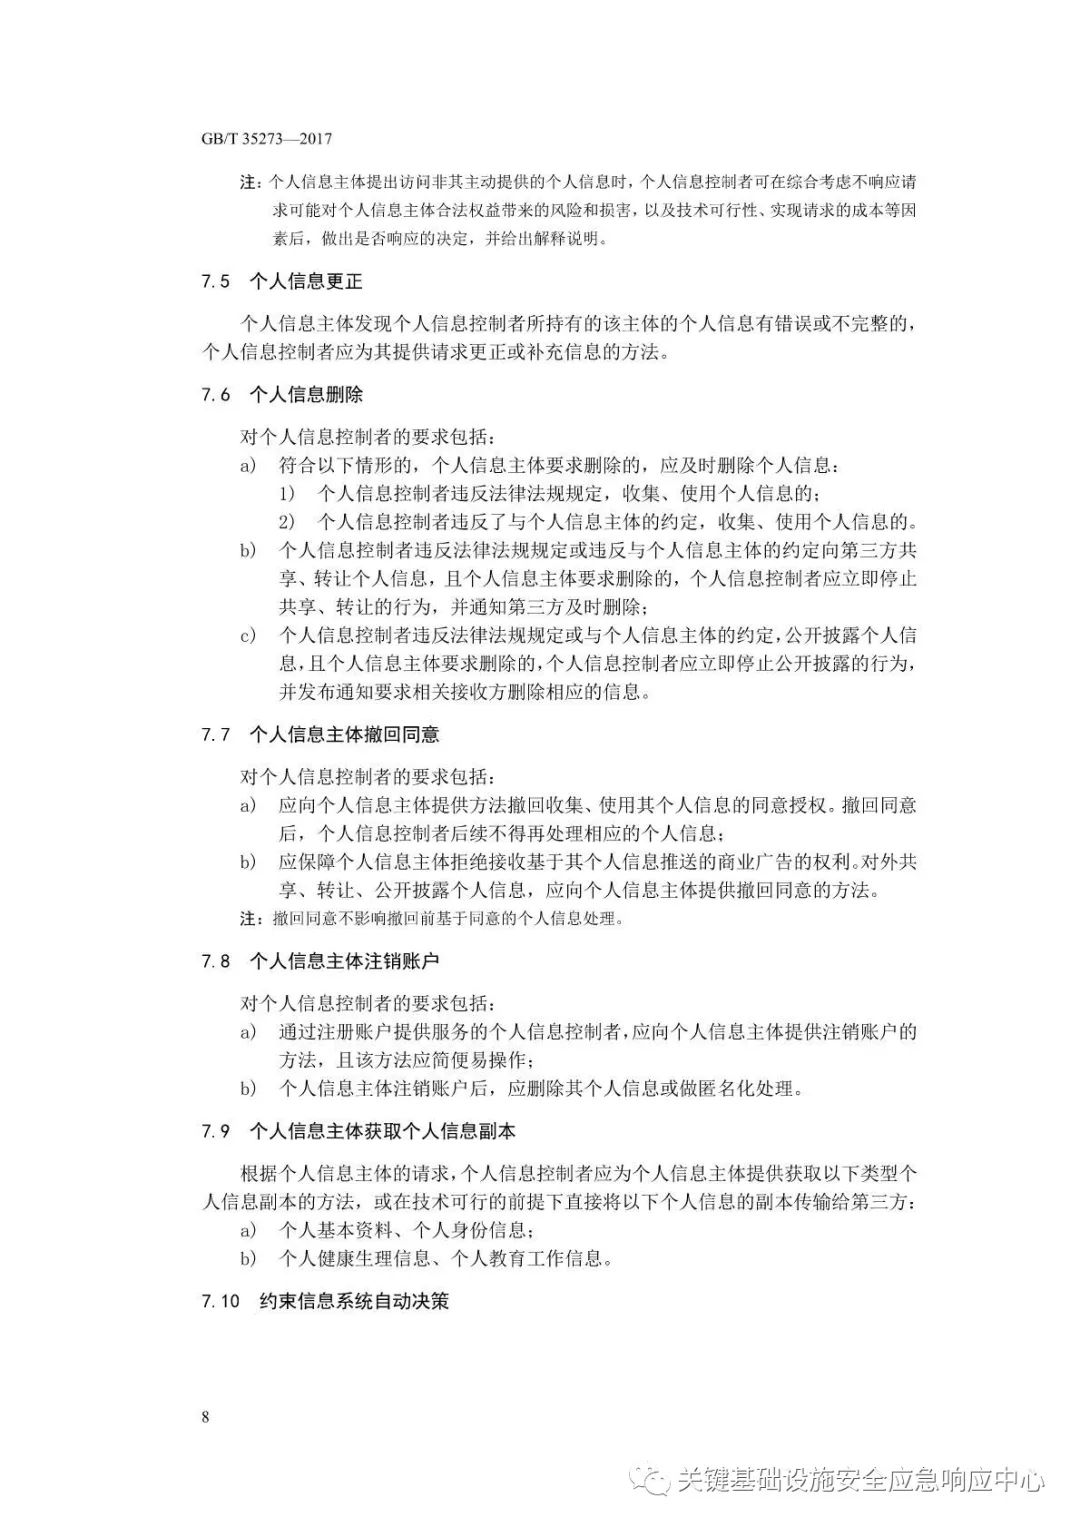 GB/T 35273—2017
注：个人信息主体提出访问非其主动提供的个人信息时，个人信息控制者可在综合考虑不响应请
求可能对个人信息主体合法权益带来的风险和损害，以及技术可行性、实现请求的成本等因
素后，做出是否响应的决定，并给出解释说明。
7.5 个人信息更正
个人信息主体发现个人信息控制者所持有的该主体的个人信息有错误或不完整的，
个人信息控制者应为其提供请求更正或补充信息的方法。
7.6 个人信息删除
对个人信息控制者的要求包括：
a) 符合以下情形的，个人信息主体要求删除的，应及时删除个人信息：
1) 个人信息控制者违反法律法规规定，收集、使用个人信息的；
2) 个人信息控制者违反了与个人信息主体的约定，收集、使用个人信息的。
b) 个人信息控制者违反法律法规规定或违反与个人信息主体的约定向第三方共
享、转让个人信息，且个人信息主体要求删除的，个人信息控制者应立即停止
共享、转让的行为，并通知第三方及时删除；
c) 个人信息控制者违反法律法规规定或与个人信息主体的约定，公开披露个人信
息，且个人信息主体要求删除的，个人信息控制者应立即停止公开披露的行为，
并发布通知要求相关接收方删除相应的信息。
7.7 个人信息主体撤回同意
对个人信息控制者的要求包括：
a) 应向个人信息主体提供方法撤回收集、使用其个人信息的同意授权。撤回同意
后，个人信息控制者后续不得再处理相应的个人信息；
b) 应保障个人信息主体拒绝接收基于其个人信息推送的商业广告的权利。对外共
享、转让、公开披露个人信息，应向个人信息主体提供撤回同意的方法。
注：撤回同意不影响撤回前基于同意的个人信息处理。
7.8 个人信息主体注销账户
对个人信息控制者的要求包括：
a) 通过注册账户提供服务的个人信息控制者，应向个人信息主体提供注销账户的
方法，且该方法应简便易操作；
b) 个人信息主体注销账户后，应删除其个人信息或做匿名化处理。
7.9 个人信息主体获取个人信息副本
根据个人信息主体的请求，个人信息控制者应为个人信息主体提供获取以下类型个
人信息副本的方法，或在技术可行的前提下直接将以下个人信息的副本传输给第三方：
a) 个人基本资料、个人身份信息；
b) 个人健康生理信息、个人教育工作信息。
7.10 约束信息系统自动决策
8
关键基础设施安全应急响应中心